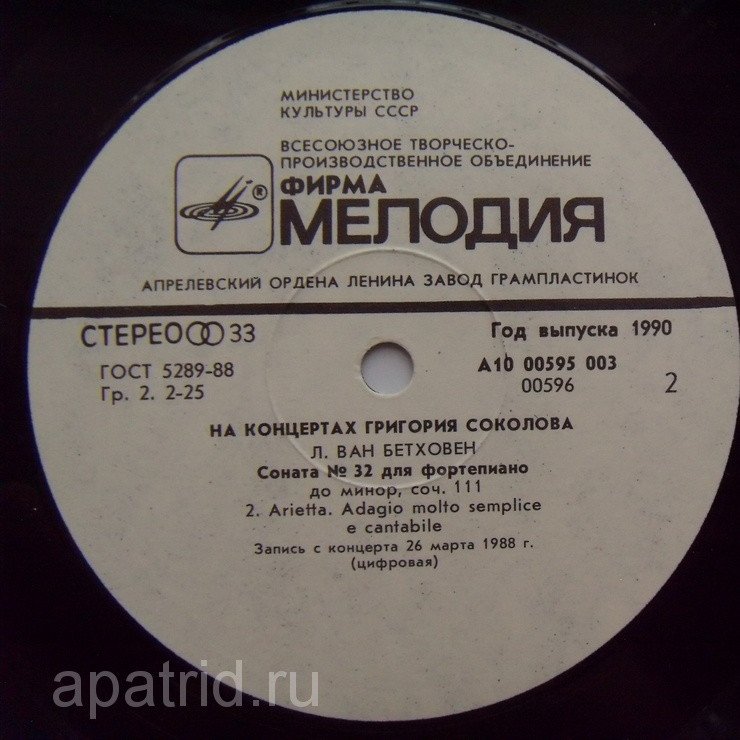 МИНИСТЕРСТВО
КУЛЬТУРЫ СССР
ВСЕСОЮЗНОЕ ТВОРЧЕСКО-
ПРОИЗВОДСТВЕННОЕ ОБЪЕДИНЕНИЕ
ФИРМА
® МЕЛОДИЯ
АПРЕЛЕВСКИЙ ОРДЕНА ЛЕНИНА ЗАВОД ГРАМПЛАСТИНОК
СТЕРЕО 33 Год выпуска 1990
ГОСТ 5289-88 А10 00595 003
Гр. 2. 2-25 00596 2
НА КОНЦЕРТАХ ГРИГОРИЯ СОКОЛОВА
Л. ВАН БЕТХОВЕН
Соната № 32 для фортепиано
до минор, соч. 111
2. Arietta. Adagio molto semplice
e cantabile
Запись с концерта 26 марта 1988 г.
(цифровая)
apatrid.ru